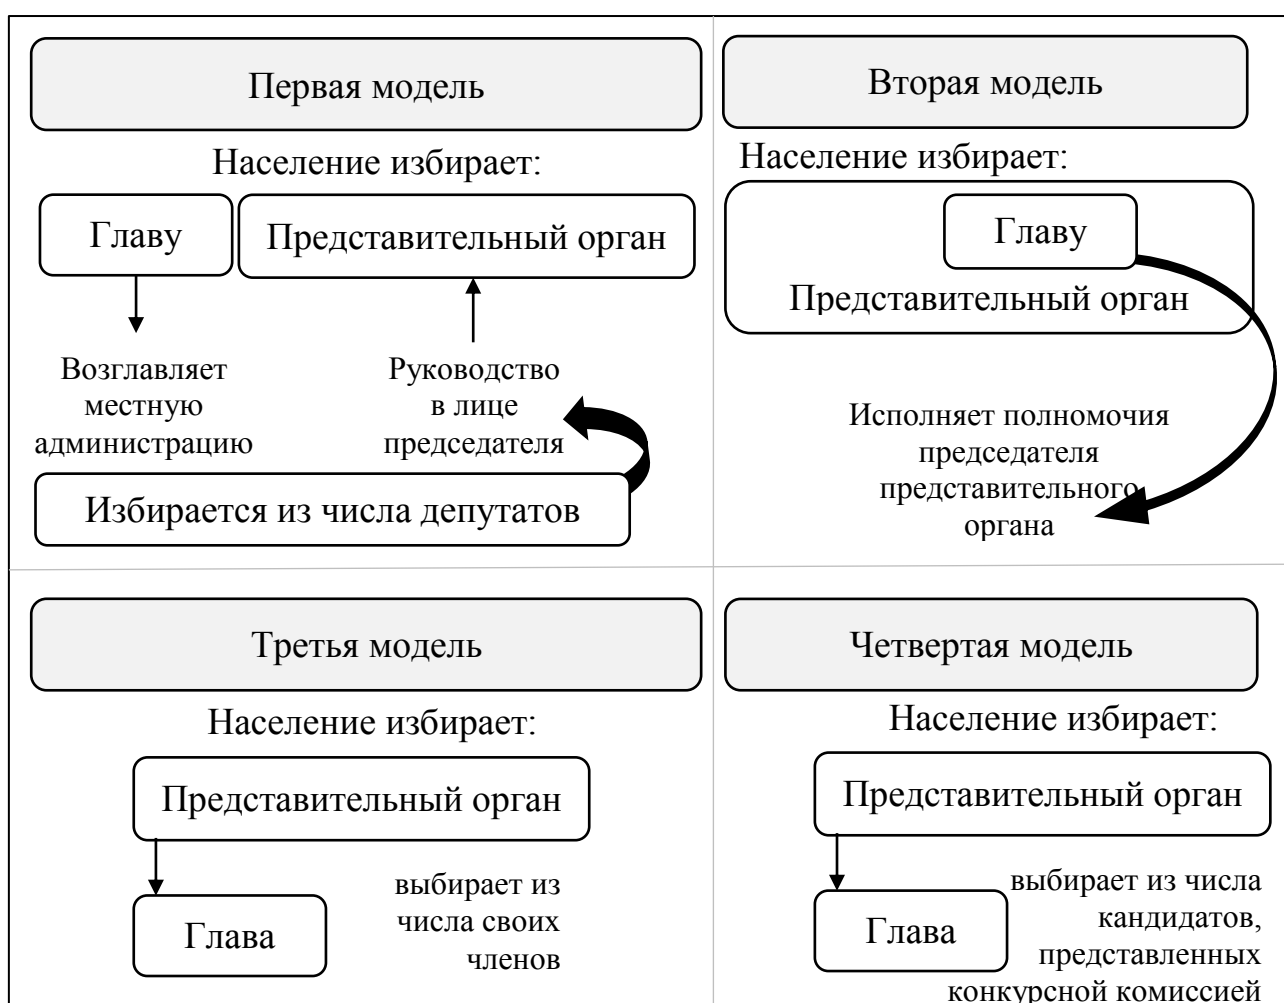 Первая модель
Население избирает:
Главу
Представительный орган
Возглавляет
местную
администрацию
Руководство
в лице
председателя
Избирается из числа депутатов
Вторая модель
Население избирает:
Главу
Представительный орган
Исполняет полномочия
председателя
представительного
органа
Третья модель
Население избирает:
Представительный орган
Глава
выбирает из
числа своих
членов
Четвертая модель
Население избирает:
Представительный орган
Глава
выбирает из числа
кандидатов,
представленных
конкурсной комиссией